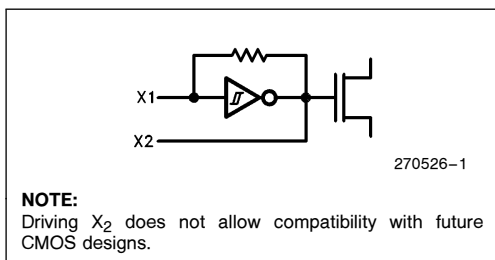 X1
X2
270526–1
NOTE:
Driving X2 does not allow compatibility with future
CMOS designs.